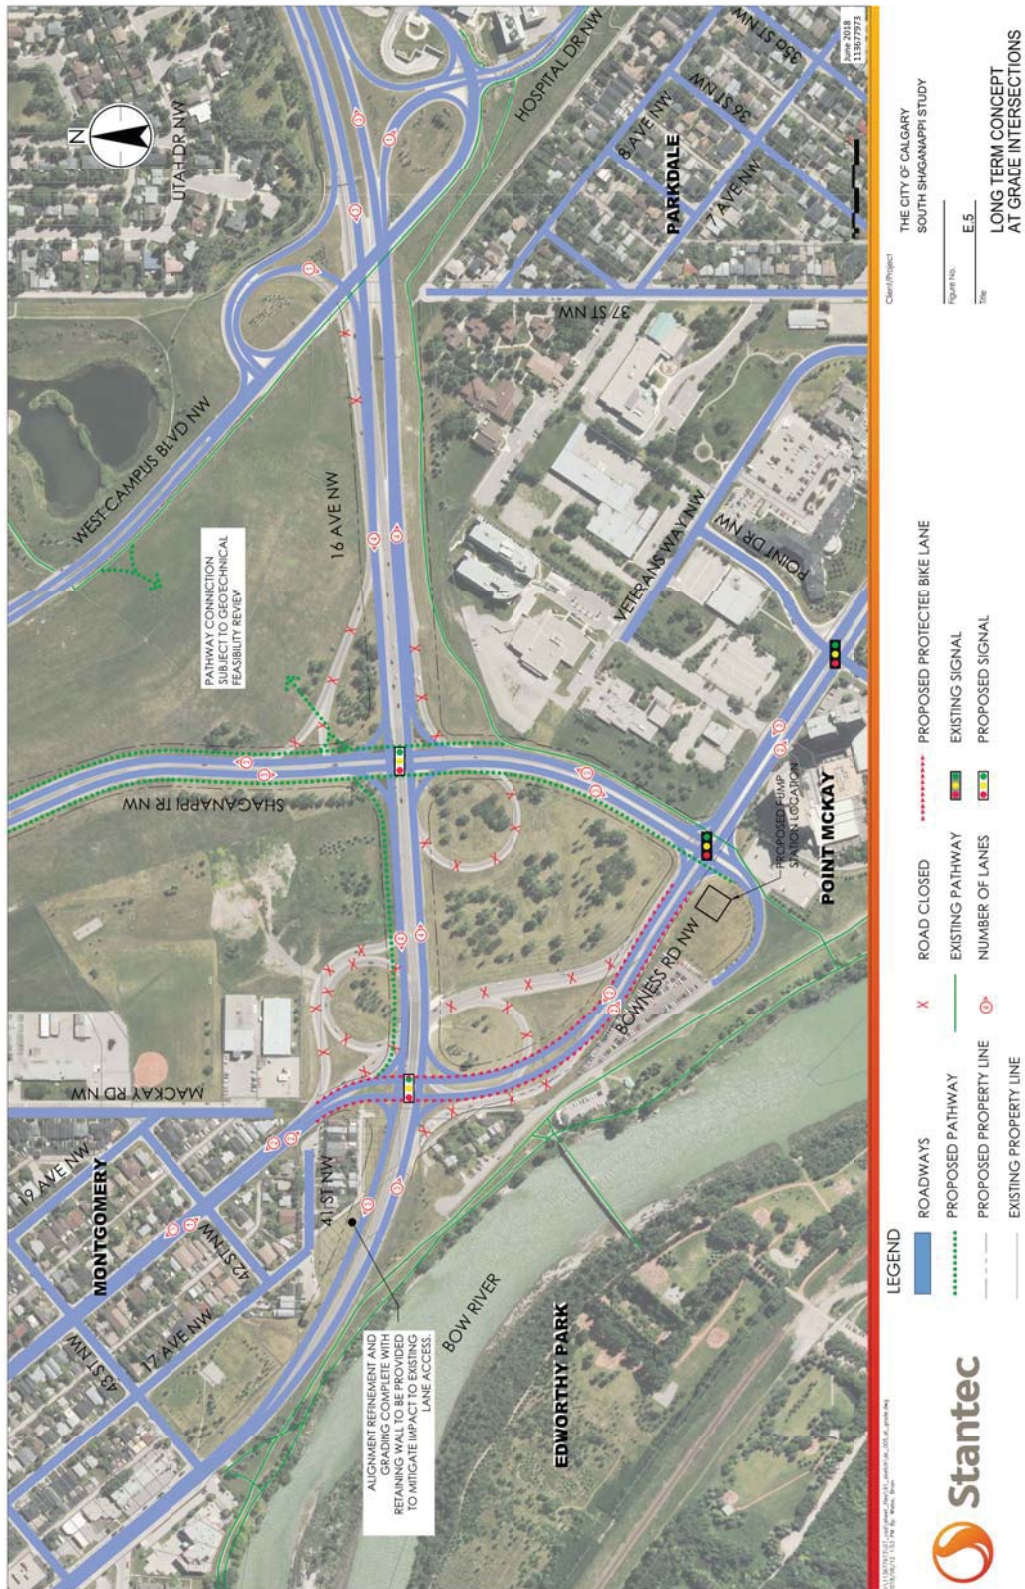 N
UTAH DR NW
HOSPITAL DR NW
35a ST NW
36 ST NW
8 AVE NW
7 AVE NW
PARKDALE
37 ST NW
WEST CAMPUS BLVD NW
16 AVE NW
PATHWAY CONNICTION
SUBJECT TO GEOTECHNICAL
FEASIBILITY REVIEW
VETERANS WAY NW
POINT DR NW
SHAGANAPPI TR NW
PROPOSED PUMP
STATION LOCATION
POINT MCKAY
BOWNESS RD NW
MACKAY RD NW
19 AVE NW
MONTGOMERY
41 ST NW
42 ST NW
17 AVE NW
43 ST NW
ALIGNMENT REFINEMENT AND
GRADING COMPLETE WITH
RETAINING WALL TO BE PROVIDED
TO MITIGATE IMPACT TO EXISTING
LANE ACCESS.
BOW RIVER
EDWORTHY PARK
June 2018
113677973
Stantec
LEGEND
ROADWAYS
PROPOSED PATHWAY
PROPOSED PROPERTY LINE
EXISTING PROPERTY LINE
ROAD CLOSED
EXISTING PATHWAY
NUMBER OF LANES
PROPOSED PROTECTED BIKE LANE
EXISTING SIGNAL
PROPOSED SIGNAL
Client/Project
THE CITY OF CALGARY
SOUTH SHAGANAPPI STUDY
Figure No.
E.5
Title
LONG TERM CONCEPT
AT GRADE INTERSECTIONS